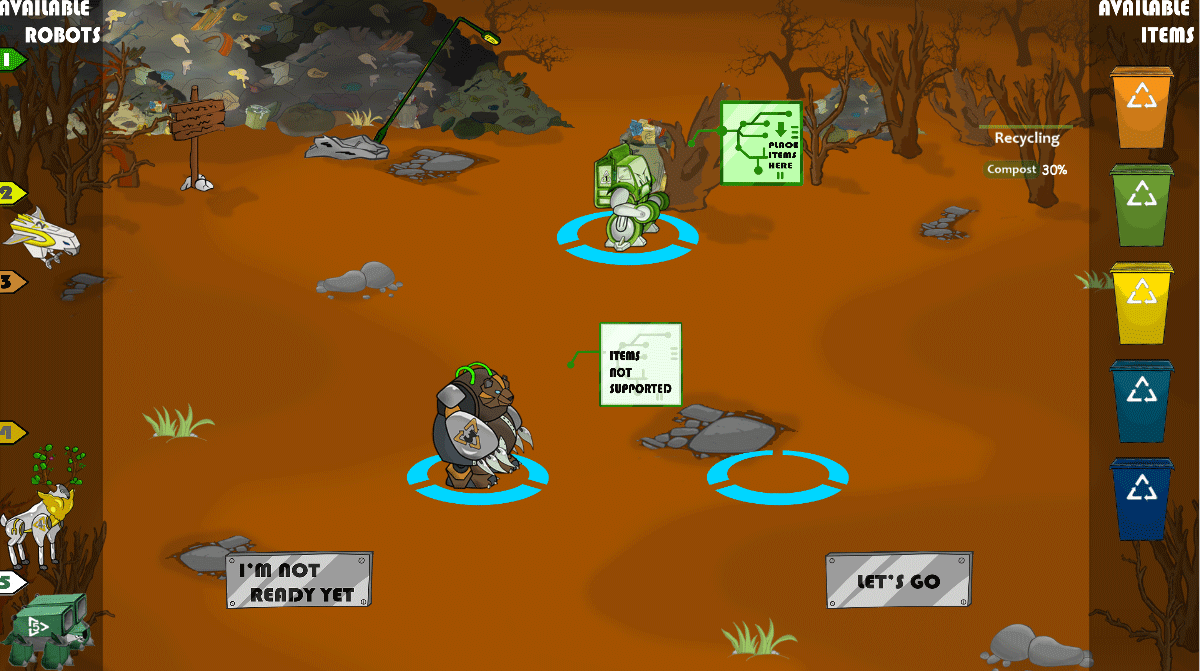 AVAILABLE
ROBOTS
AVAILABLE
ITEMS
1
2
3
4
5
5>
PLACE
ITEMS
HERE
Recycling
Compost 30%
ITEMS
NOT
SUPPORTED
I'M NOT
READY YET
LET'S GO